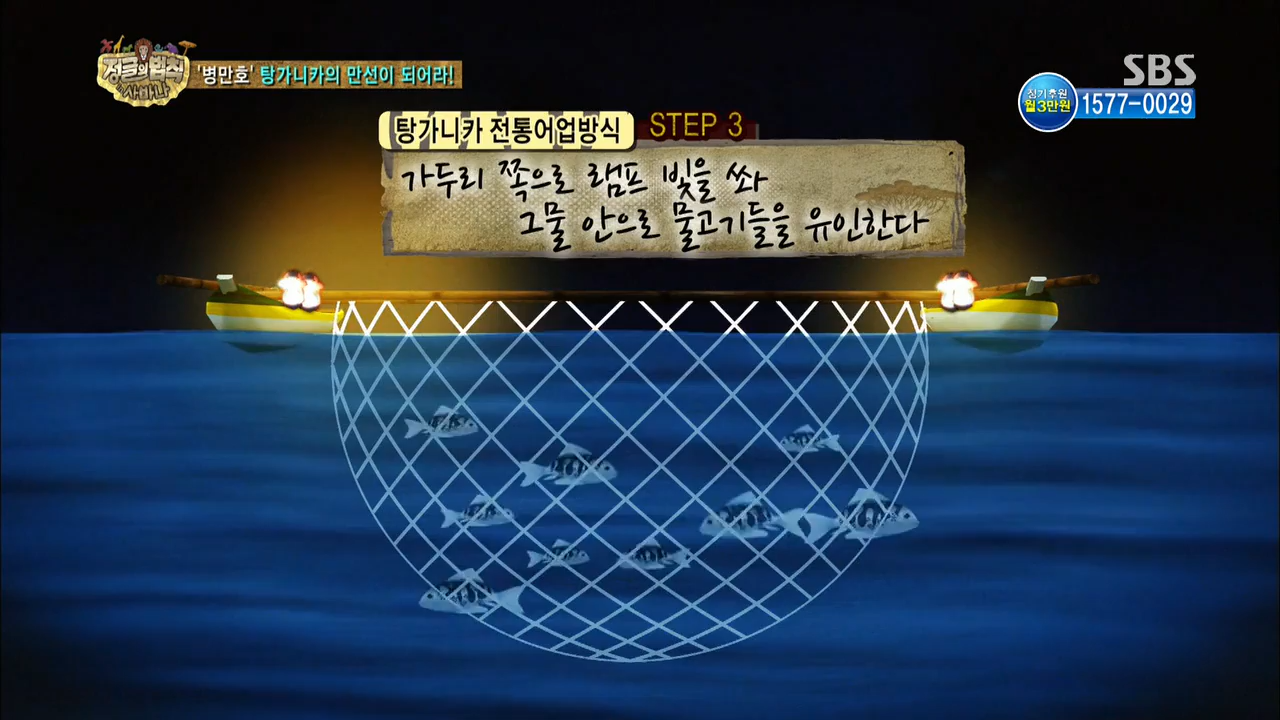 정글의 법칙
사바나
'병만호' 탕가니카의 만선이 되어라!
SBS
정기후원
월3만원
1577-0029
탕가니카 전통어업방식 STEP 3
가두리 쪽으로 램프 빛을 쏴
그물 안으로 물고기들을 유인한다